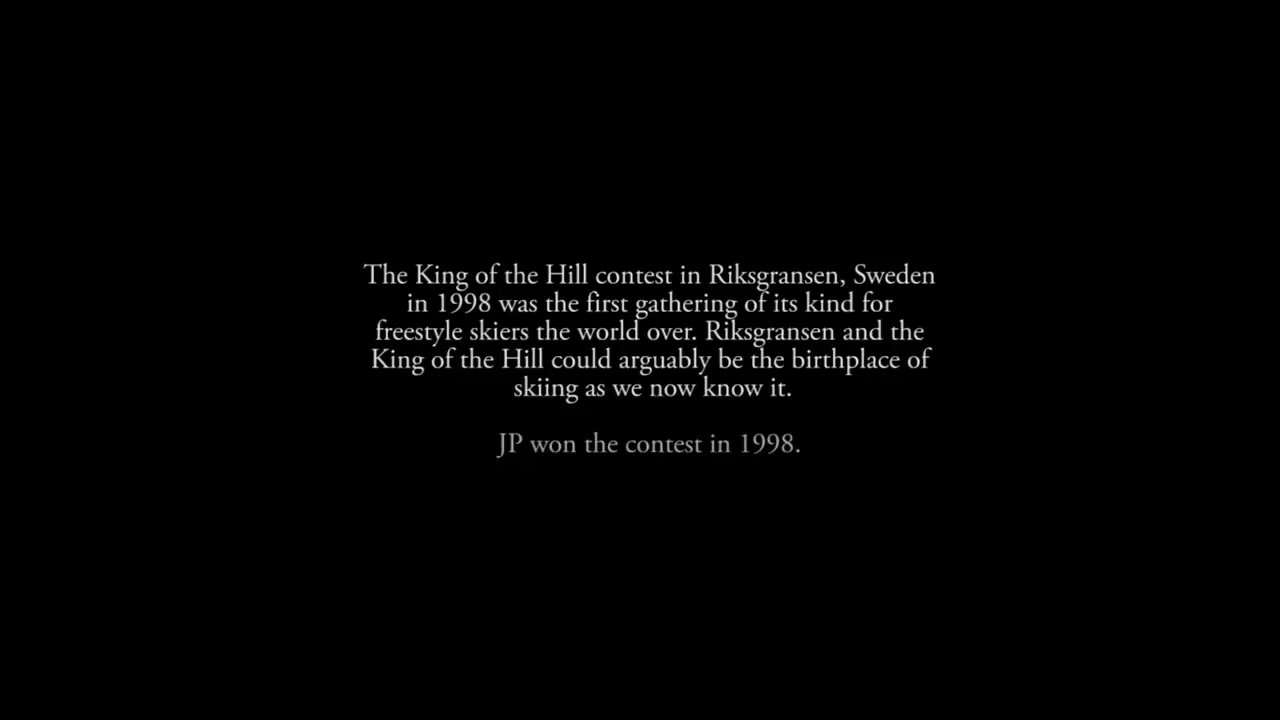 The King of the Hill contest in Riksgransen, Sweden
in 1998 was the first gathering of its kind for
freestyle skiers the world over. Riksgransen and the
King of the Hill could arguably be the birthplace of
skiing as we now know it.
JP won the contest in 1998.